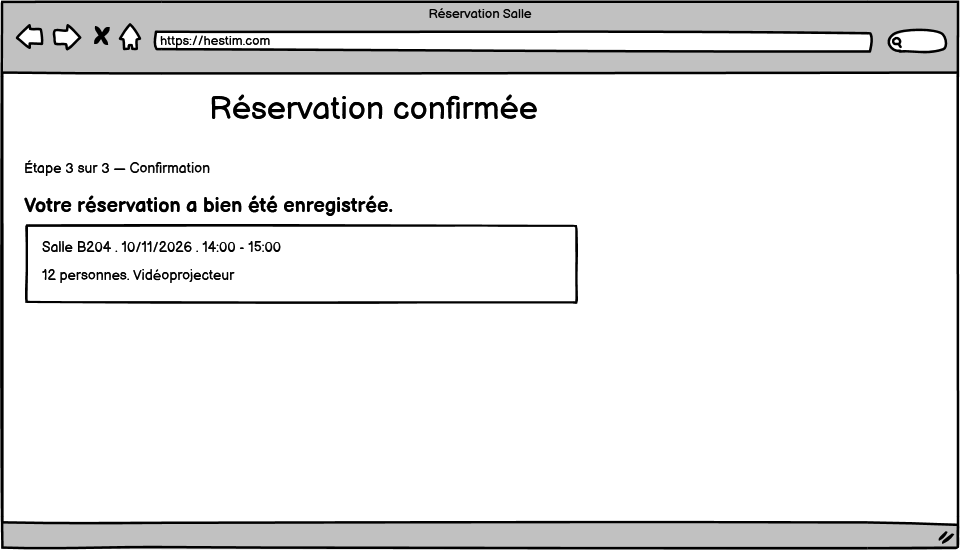 Réservation Salle
https://hestim.com
Réservation confirmée
Étape 3 sur 3 — Confirmation
Votre réservation a bien été enregistrée.
Salle B204 . 10/11/2026 . 14:00 - 15:00
12 personnes. Vidéoprojecteur